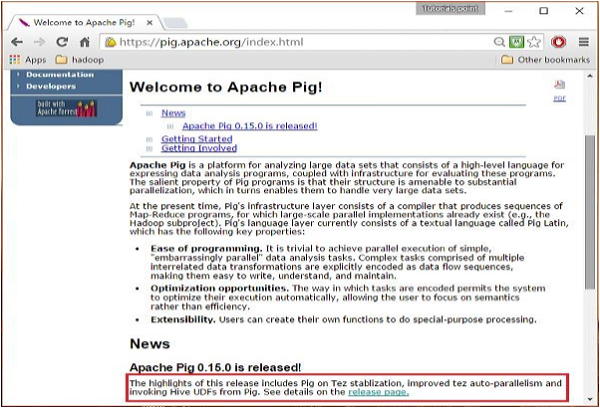 Tutorials point
Welcome to Apache Pig!
https://pig.apache.org/index.html
Apps hadoop Other bookmarks
Documentation
Developers
built with
Apache Forrest
Welcome to Apache Pig!
PDF
News
Apache Pig 0.15.0 is released!
Getting Started
Getting Involved
Apache Pig is a platform for analyzing large data sets that consists of a high-level language for
expressing data analysis programs, coupled with infrastructure for evaluating these programs.
The salient property of Pig programs is that their structure is amenable to substantial
parallelization, which in turns enables them to handle very large data sets.
At the present time, Pig's infrastructure layer consists of a compiler that produces sequences of
Map-Reduce programs, for which large-scale parallel implementations already exist (e.g., the
Hadoop subproject). Pig's language layer currently consists of a textual language called Pig Latin,
which has the following key properties:
• Ease of programming. It is trivial to achieve parallel execution of simple,
"embarrassingly parallel" data analysis tasks. Complex tasks comprised of multiple
interrelated data transformations are explicitly encoded as data flow sequences,
making them easy to write, understand, and maintain.
• Optimization opportunities. The way in which tasks are encoded permits the system
to optimize their execution automatically, allowing the user to focus on semantics
rather than efficiency.
• Extensibility. Users can create their own functions to do special-purpose processing.
News
Apache Pig 0.15.0 is released!
The highlights of this release includes Pig on Tez stablization, improved tez auto-parallelism and
invoking Hive UDFs from Pig. See details on the release page.